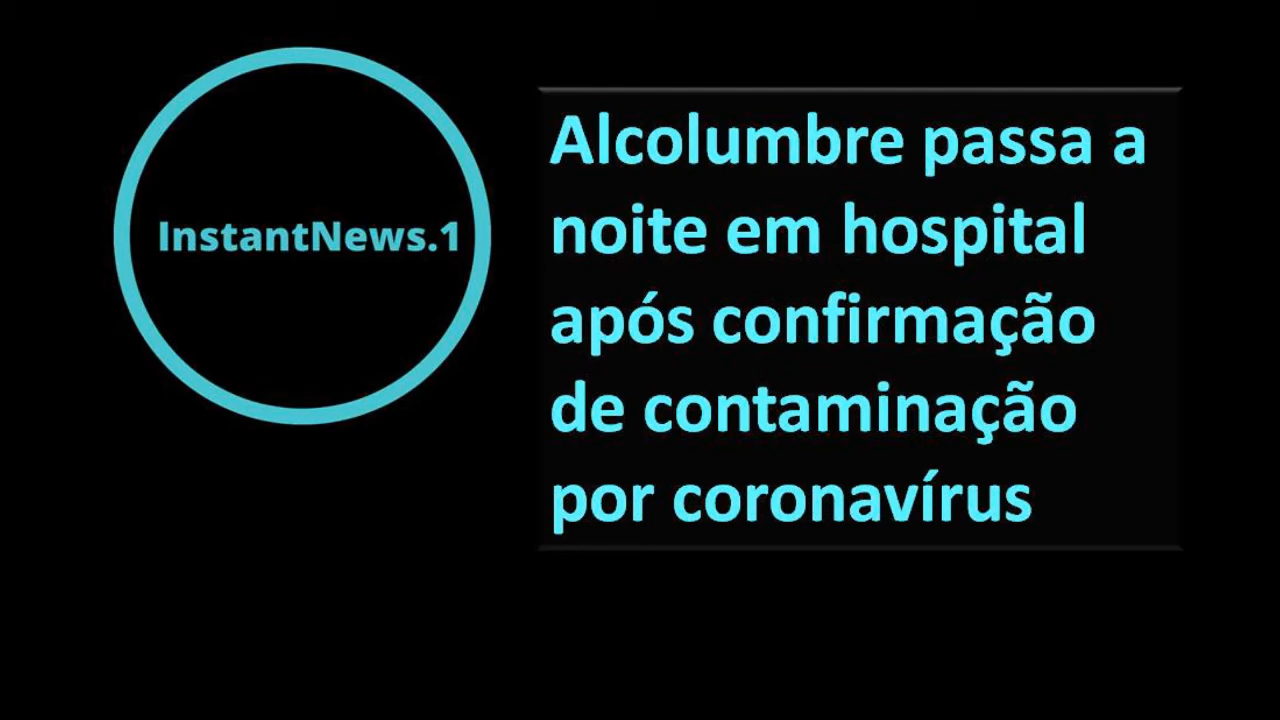 InstantNews.1
Alcolumbre passa a
noite em hospital
após confirmação
de contaminação
por coronavírus